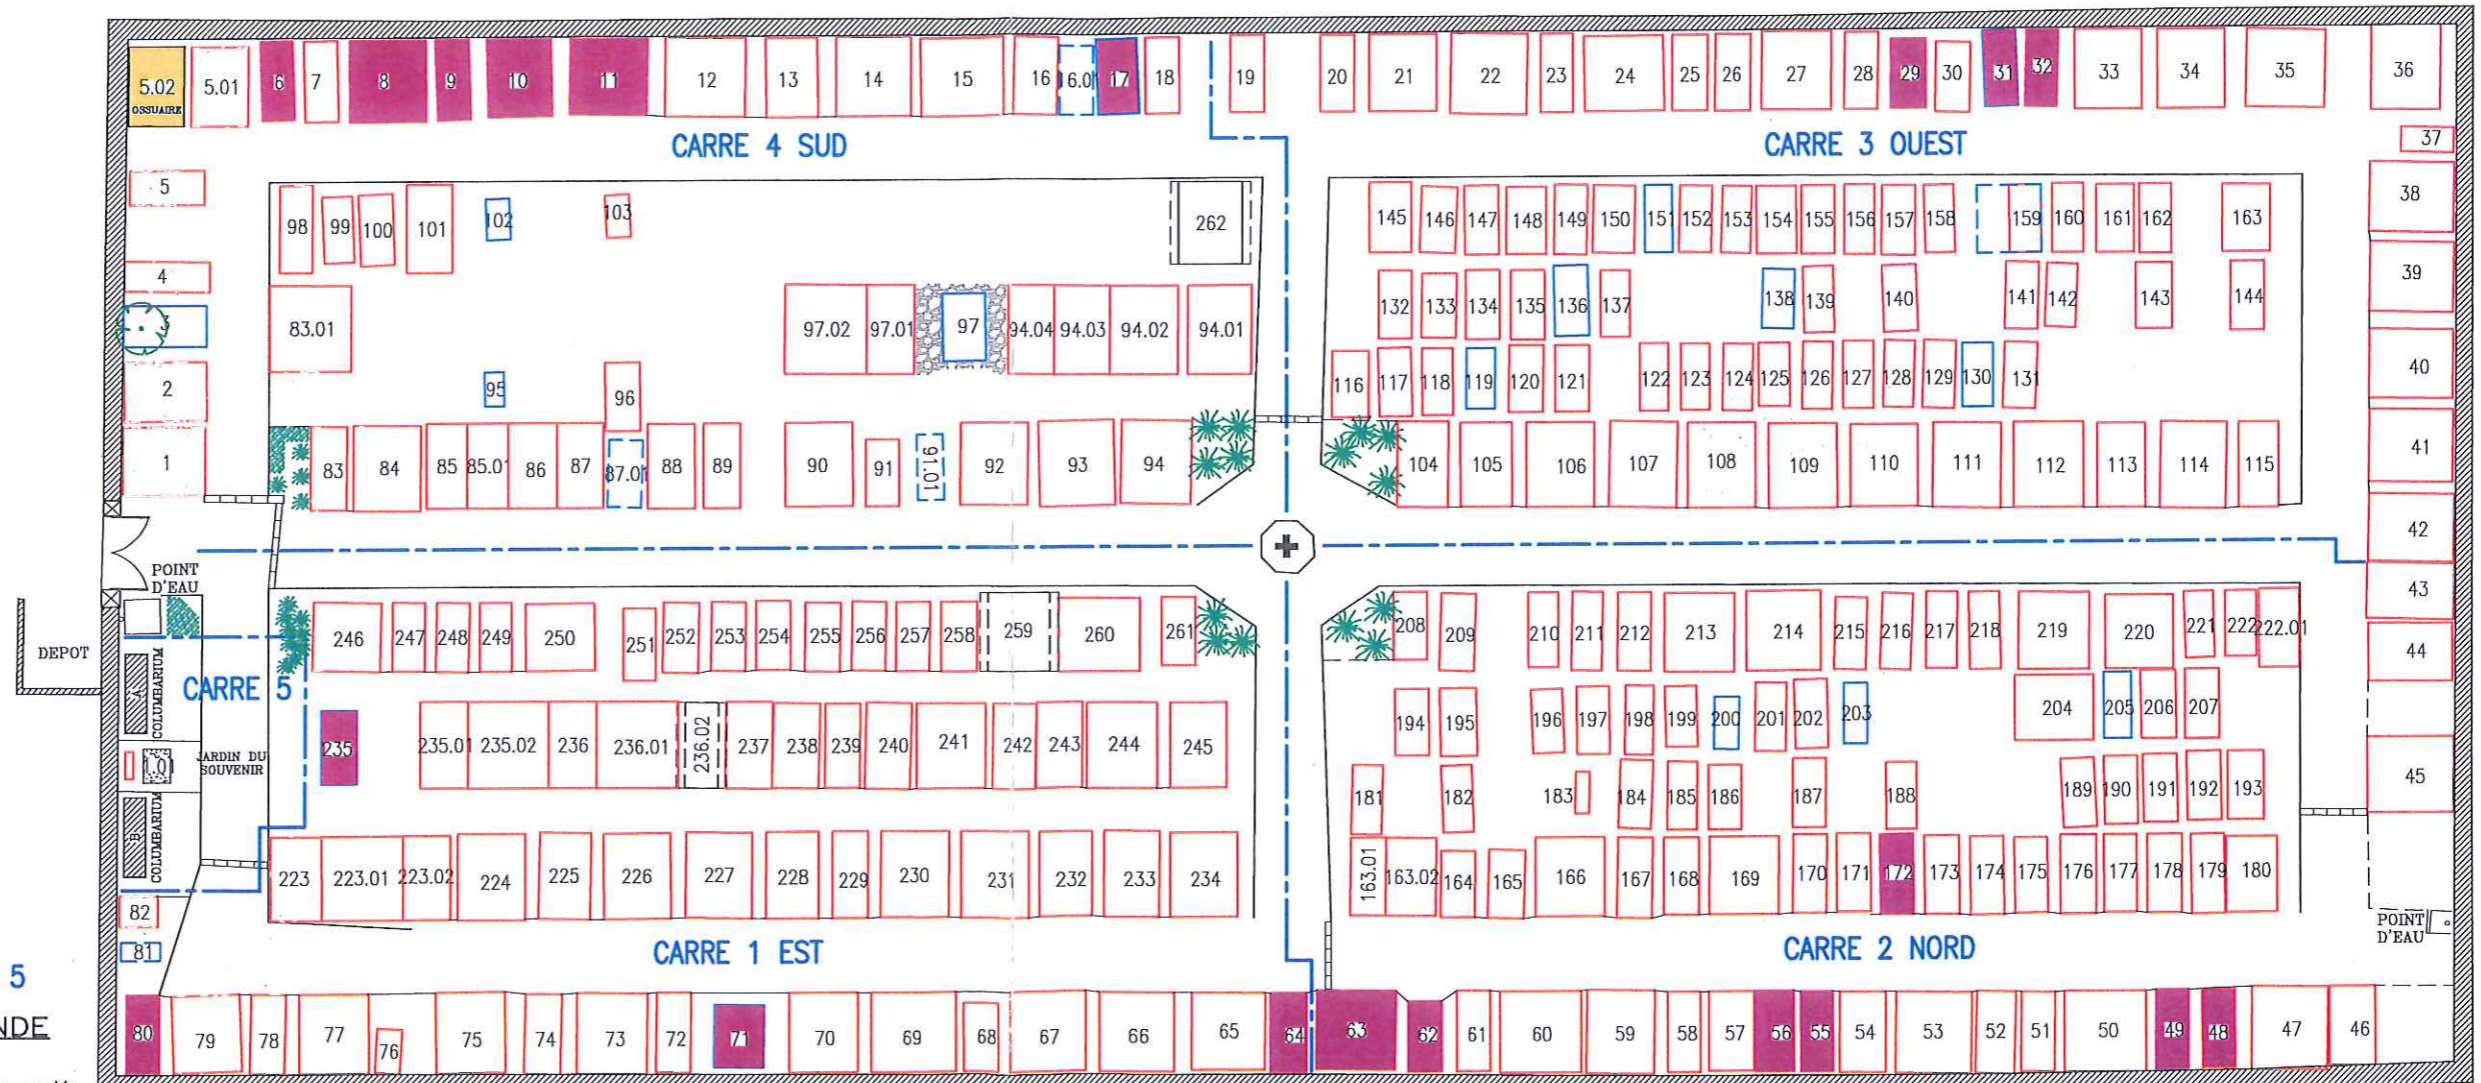 5.02
OSSUAIRE
5.01 6 7 8 9 10 11 12 13 14 15 16 16.0 17 18 19 20 21 22 23 24 25 26 27 28 29 30 31 32 33 34 35 36
CARRE 4 SUD
CARRE 3 OUEST
37
5
38
98 99 100 101 102 103 262 145 146 147 148 149 150 151 152 153 154 155 156 157 158 159 160 161 162 163
4
39
3
83.01 97.02 97.01 97 94.04 94.03 94.02 94.01 132 133 134 135 136 137 138 139 140 141 142 143 144
2
40
95 96 116 117 118 119 120 121 122 123 124 125 126 127 128 129 130 131
1
41
83 84 85 85.01 86 87 87.01 88 89 90 91 91.01 92 93 94 104 105 106 107 108 109 110 111 112 113 114 115
42
POINT
D'EAU
43
DEPOT
246 247 248 249 250 251 252 253 254 255 256 257 258 259 260 261 208 209 210 211 212 213 214 215 216 217 218 219 220 221 222 222.01
44
A
COLUMBARIUM
CARRE 5
194 195 196 197 198 199 200 201 202 203 204 205 206 207
235 235.01 235.02 236 236.01 236.02 237 238 239 240 241 242 243 244 245
45
JARDIN DU
SOUVENIR
181 182 183 184 185 186 187 188 189 190 191 192 193
B
COLUMBARIUM
223 223.01 223.02 224 225 226 227 228 229 230 231 232 233 234 163.01 163.02 164 165 166 167 168 169 170 171 172 173 174 175 176 177 178 179 180
82
POINT
D'EAU
81
CARRE 1 EST
CARRE 2 NORD
5
80 79 78 77 76 75 74 73 72 71 70 69 68 67 66 65 64 63 62 61 60 59 58 57 56 55 54 53 52 51 50 49 48 47 46
NDE